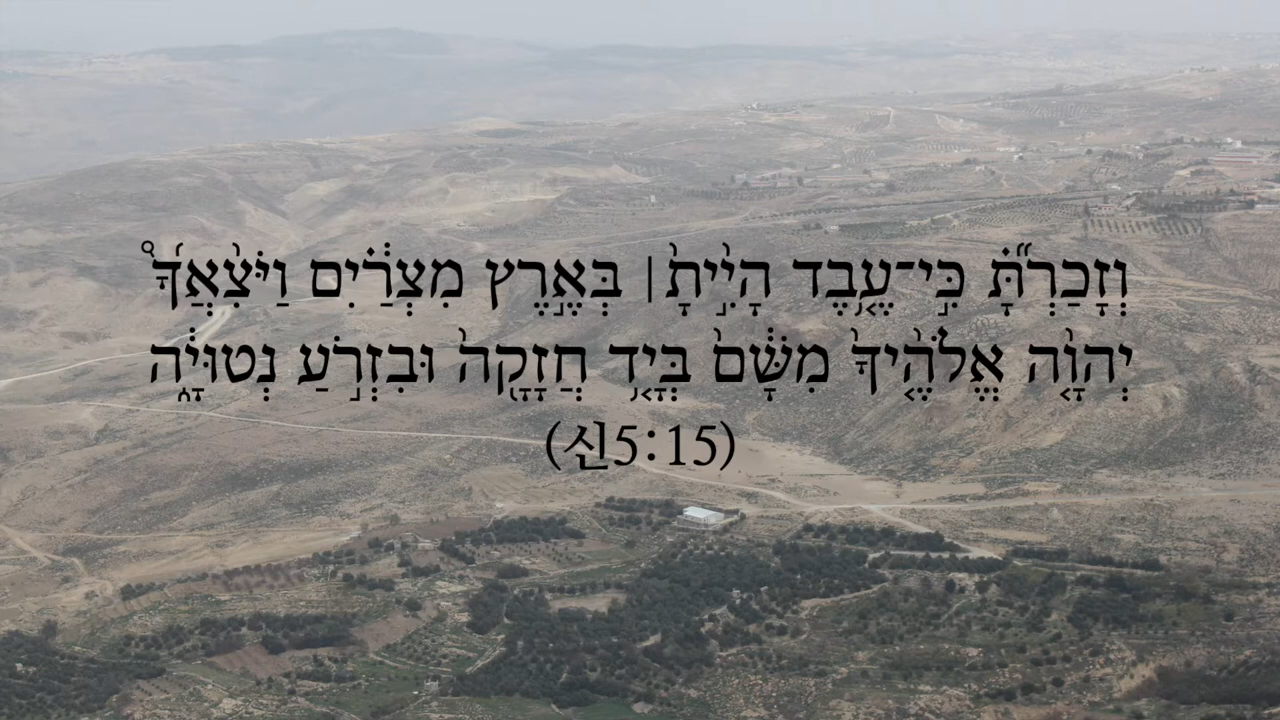 וְזָכַרְתָּ֗֞ כִּ֣י־עֶ֤֥בֶד הָיִ֣֙יתָ֙׀ בְּאֶ֣רֶץ מִצְרַ֔֗יִם וַיֹּצִ֨אֲךָ֜֩
יְהוָ֤ה אֱלֹהֶ֤֙יךָ֙ מִשָּׁ֔ם֙ בְּיָ֤֥ד חֲזָקָ֖ה֙ וּבִזְרֹ֣עַ נְטוּיָ֑֔ה
(신5:15)